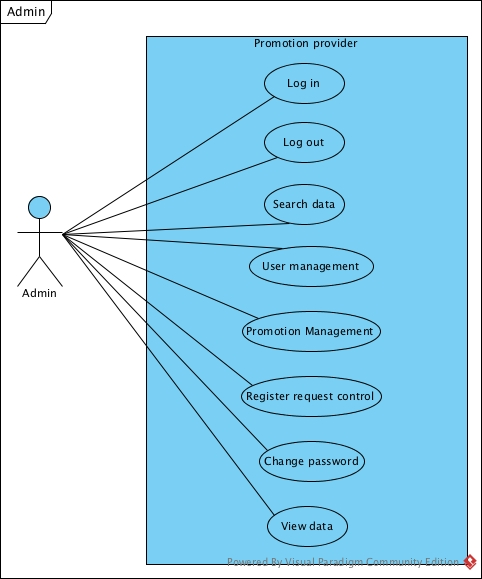 Admin
Promotion provider
Log in
Log out
Search data
User management
Admin
Promotion Management
Register request control
Change password
View data
Powered By Visual Paradigm Community Edition